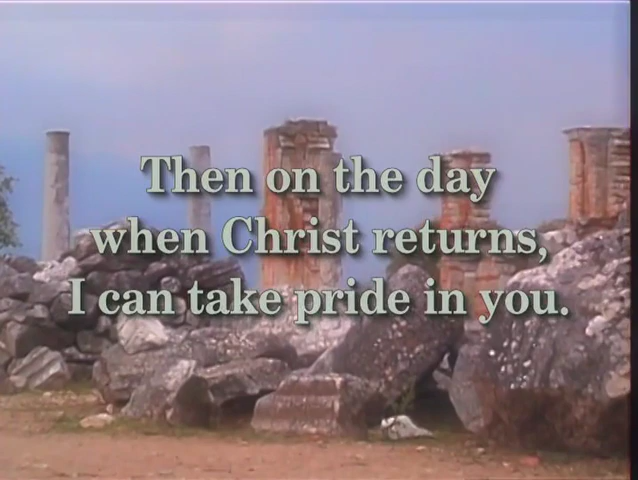 Then on the day
when Christ returns,
I can take pride in you.